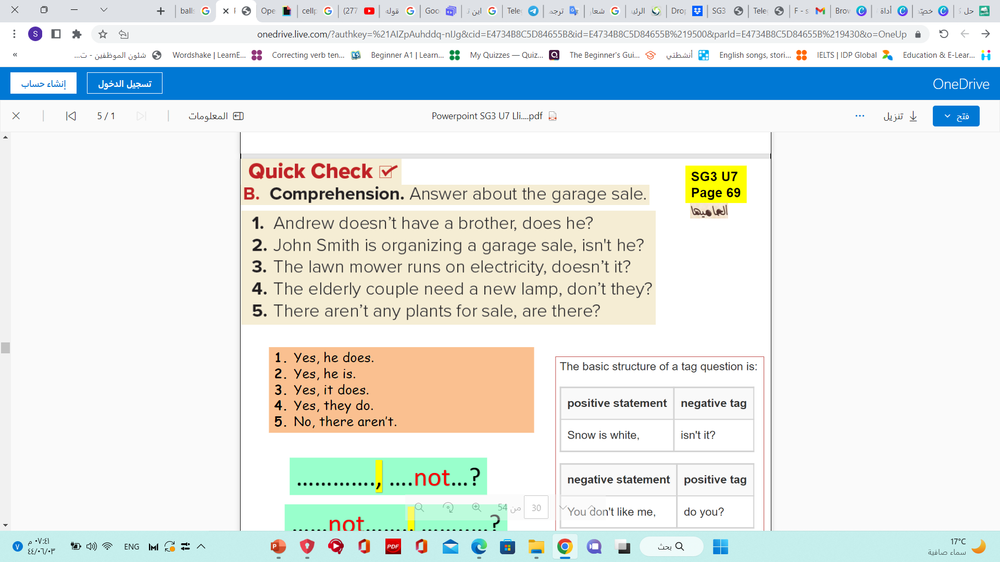 balls
F
Ope
cellp
(277
قوله
Goo
اين ت
Tele
ترجم
شعار
الرئي
Dro
SG3
Tele
F - s
Brow
أداة
خصّص
حل ک
S
onedrive.live.com/?authkey=%21AIZpAuhddq-nIJg&cid=E4734B8C5D84655B&id=E4734B8C5D84655B%219500&parId=E4734B8C5D84655B%219430&o=OneUp
«
شئون الموظفين - ت...
Wordshake | LearnE...
Correcting verb ten...
Beginner A1 | Learn...
My Quizzes — Quiz...
The Beginner's Gui...
أنشطتي
English songs, stori...
IELTS | IDP Global
Education & E-Lear...
إنشاء حساب
تسجيل الدخول
OneDrive
5 / 1
المعلومات
Powerpoint SG3 U7 Lli....pdf
...
تنزيل
فتح
Quick Check
SG3 U7
Page 69
B. Comprehension. Answer about the garage sale.
1. Andrew doesn't have a brother, does he?
2. John Smith is organizing a garage sale, isn't he?
3. The lawn mower runs on electricity, doesn't it?
4. The elderly couple need a new lamp, don't they?
5. There aren't any plants for sale, are there?
1. Yes, he does.
2. Yes, he is.
3. Yes, it does.
4. Yes, they do.
5. No, there aren't.
The basic structure of a tag question is:
positive statement negative tag
Snow is white, isn't it?
negative statement positive tag
You don't like me, do you?
............., ....not...?
......not........, ...........?
30 من 54
٠٧:٤١ م
٤٤/٠٦/٠٣
ENG
PDF
بحث
17°C
سماء صافية